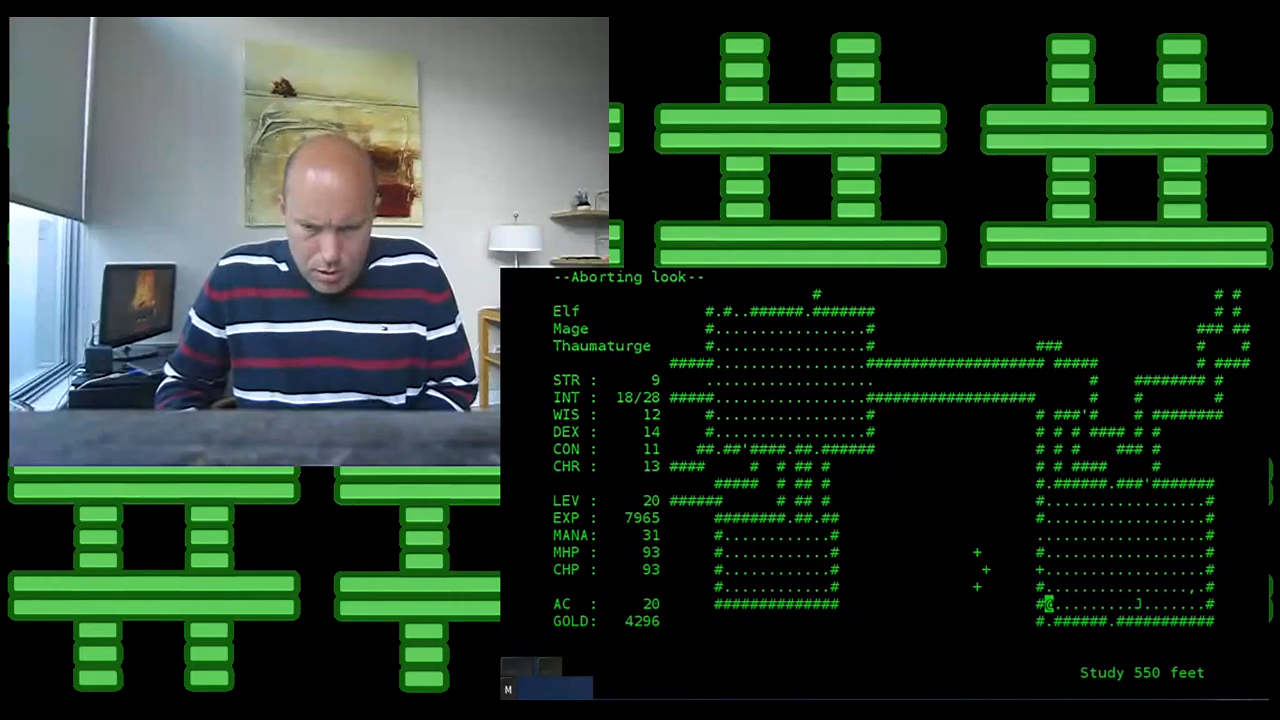 --Aborting look--
Elf
Mage
Thaumaturge
STR : 9
INT : 18/28
WIS : 12
DEX : 14
CON : 11
CHR : 13
LEV : 20
EXP : 7965
MANA: 31
MHP : 93
CHP : 93
AC : 20
GOLD: 4296
J
Study 550 feet
M